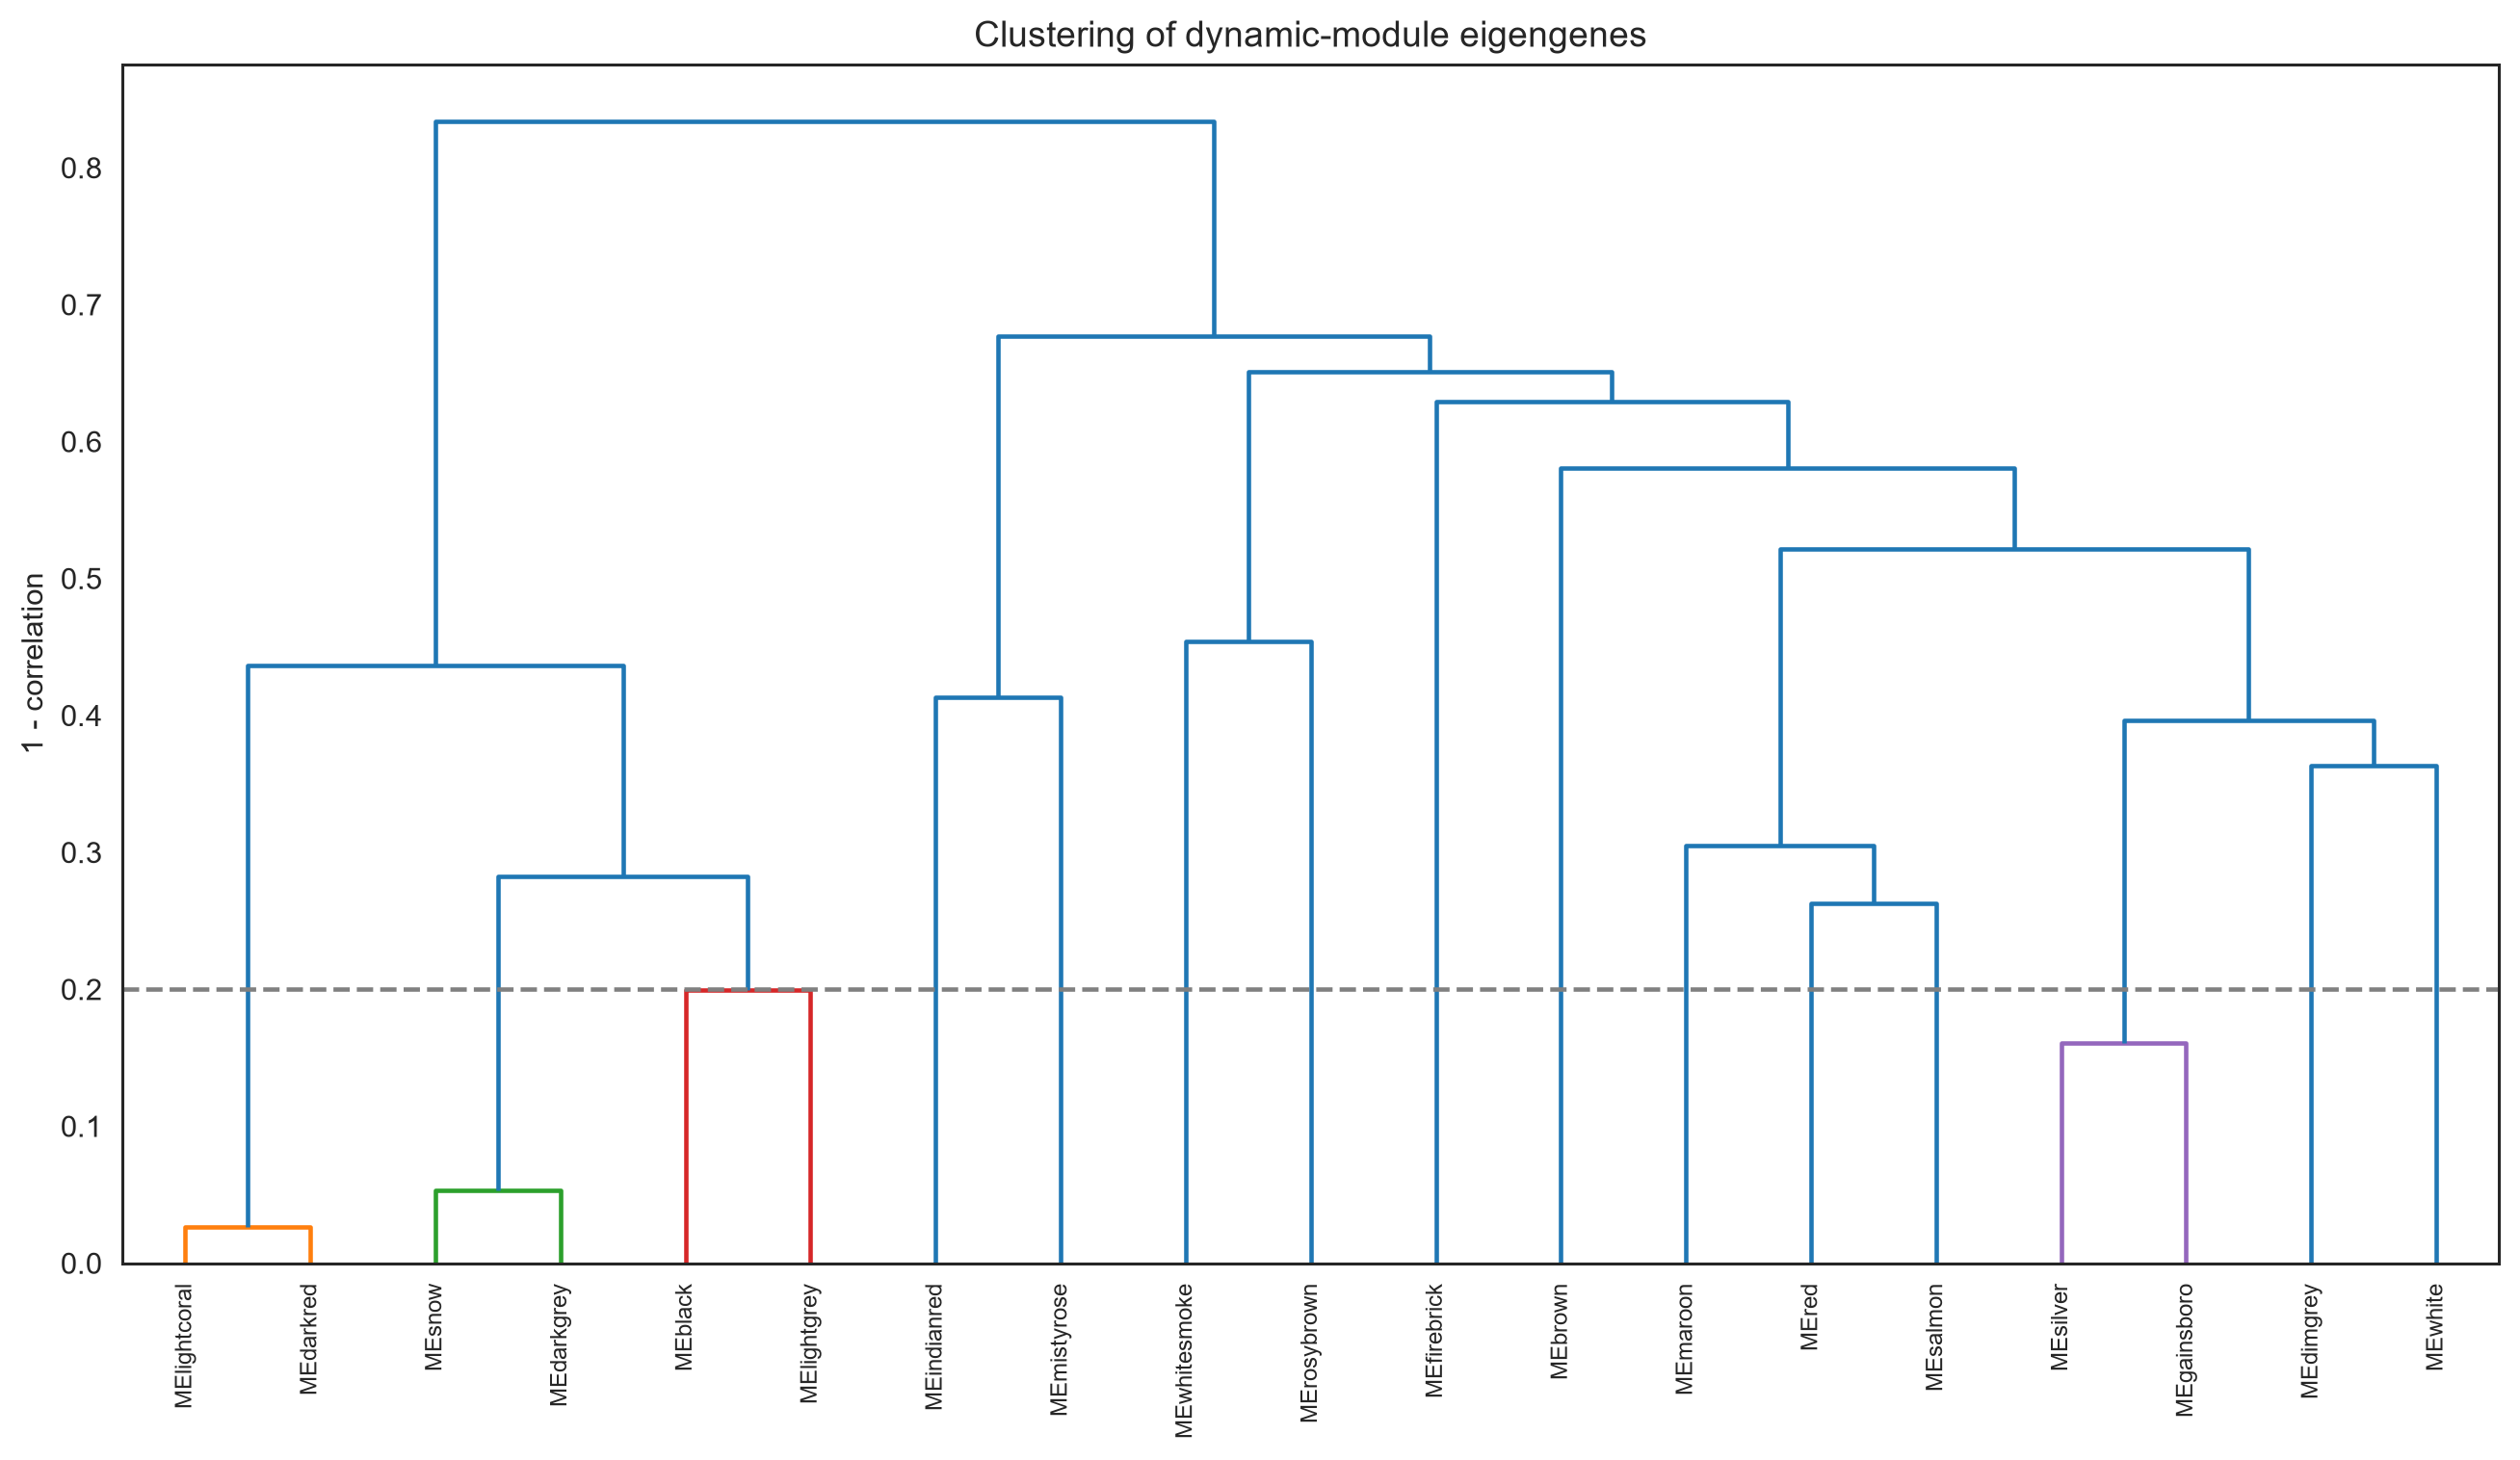 Clustering of dynamic-module eigengenes
1 - correlation
0.8
0.7
0.6
0.5
0.4
0.3
0.2
0.1
0.0
MElightcoral
MEdarkred
MEsnow
MEdarkgrey
MEblack
MElightgrey
MEindianred
MEmistyrose
MEwhitesmoke
MErosybrown
MEfirebrick
MEbrown
MEmaroon
MEred
MEsalmon
MEsilver
MEgainsboro
MEdimgrey
MEwhite